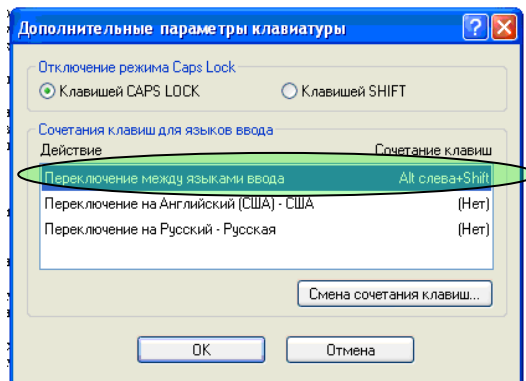 Дополнительные параметры клавиатуры
Отключение режима Caps Lock
Клавишей CAPS LOCK Клавишей SHIFT
Сочетания клавиш для языков ввода
Действие Сочетание клавиш
Переключение между языками ввода Alt слева+Shift
Переключение на Английский (США) - США (Нет)
Переключение на Русский - Русская (Нет)
Смена сочетания клавиш...
OK Отмена